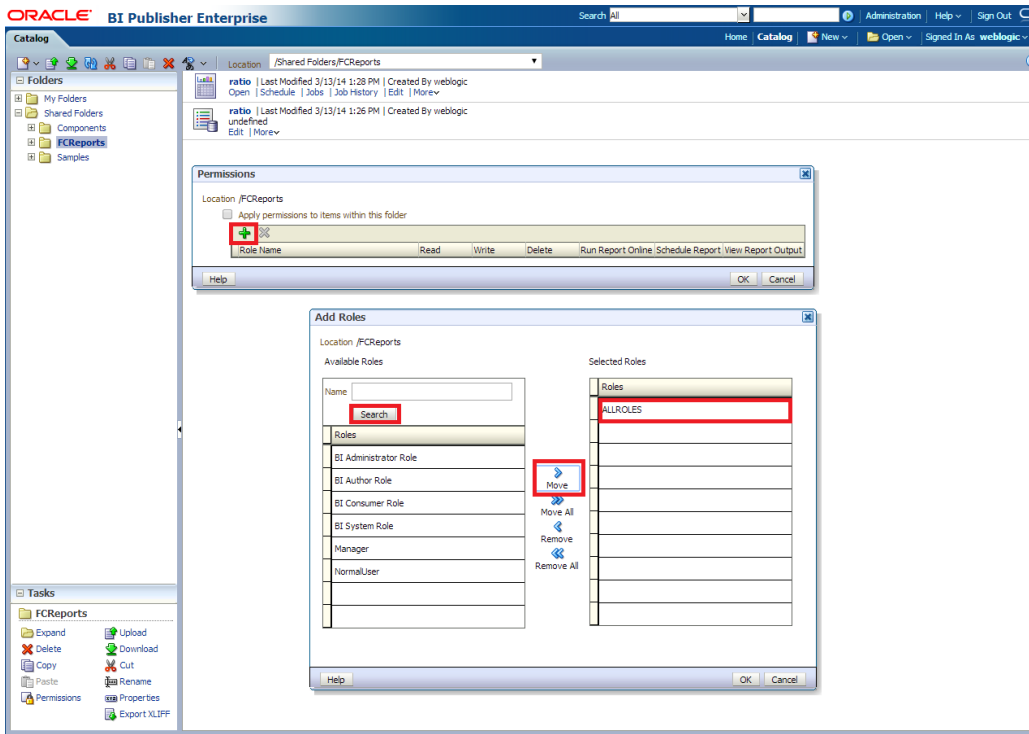 ORACLE BI Publisher Enterprise
Search All
Administration Help Sign Out
Catalog
Home Catalog New Open Signed In As weblogic
Location /Shared Folders/FCReports
Folders
My Folders
Shared Folders
Components
FCReports
Samples
ratio | Last Modified 3/13/14 1:28 PM | Created By weblogic
Open | Schedule | Jobs | Job History | Edit | More
ratio | Last Modified 3/13/14 1:26 PM | Created By weblogic
undefined
Edit | More
Permissions
Location /FCReports
Apply permissions to items within this folder
Role Name Read Write Delete Run Report Online Schedule Report View Report Output
Help OK Cancel
Add Roles
Location /FCReports
Available Roles
Name
Search
Roles
BI Administrator Role
BI Author Role
BI Consumer Role
BI System Role
Manager
NormalUser
Move
Move All
Remove
Remove All
Selected Roles
Roles
ALLROLES
Help OK Cancel
Tasks
FCReports
Expand Upload
Delete Download
Copy Cut
Paste Rename
Permissions Properties
Export XLIFF